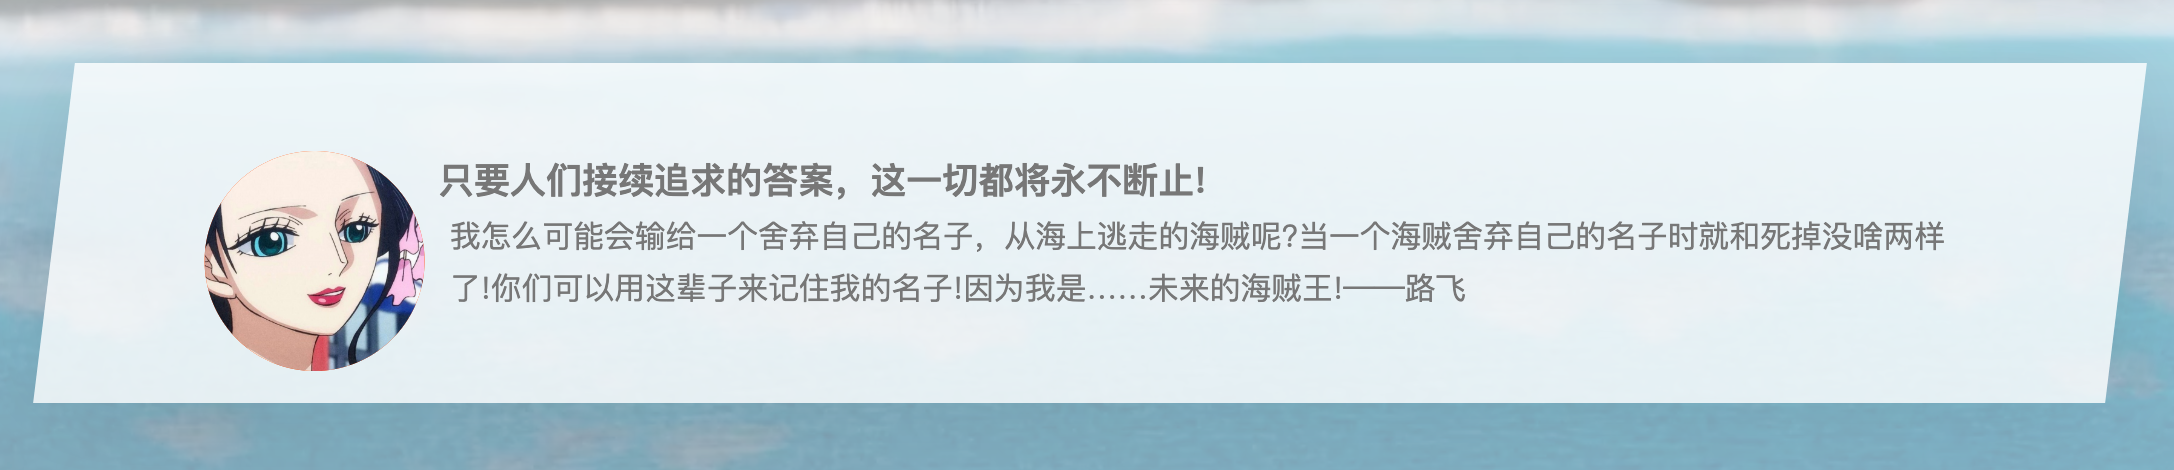 只要人们接续追求的答案，这一切都将永不断止!
我怎么可能会输给一个舍弃自己的名子，从海上逃走的海贼呢?当一个海贼舍弃自己的名子时就和死掉没啥两样
了!你们可以用这辈子来记住我的名子!因为我是……未来的海贼王!——路飞